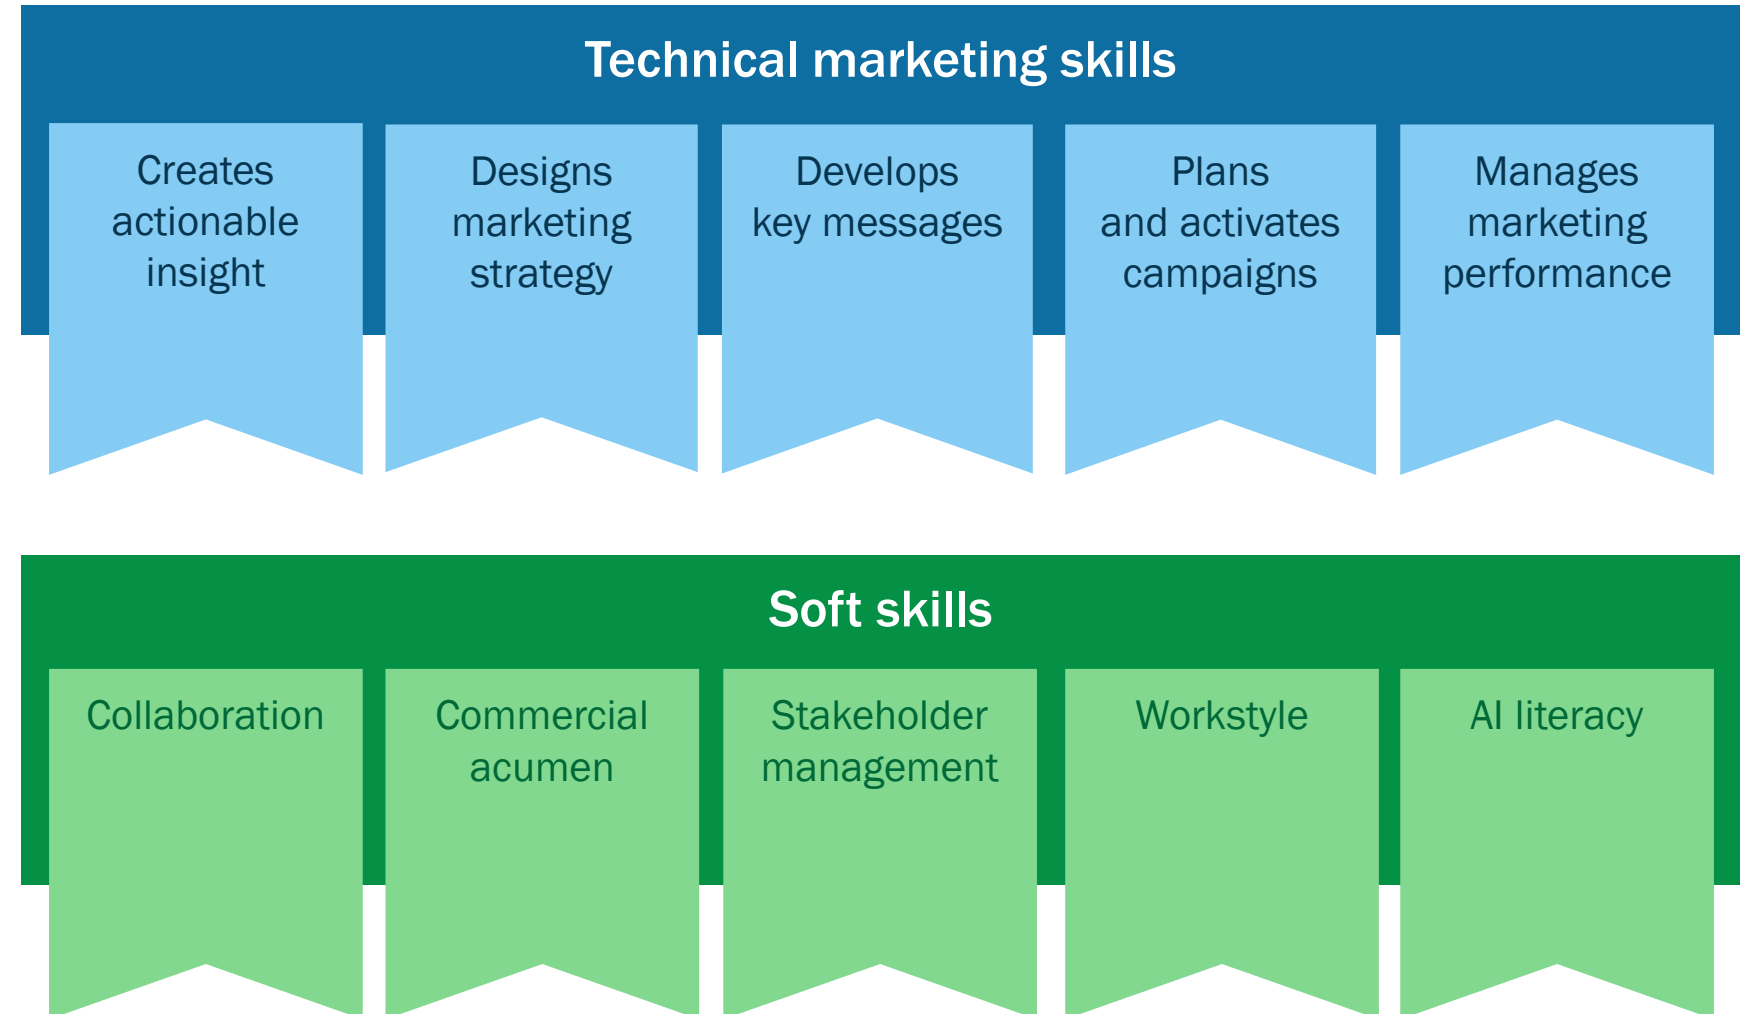 Technical marketing skills
Creates
actionable
insight
Designs
marketing
strategy
Develops
key messages
Plans
and activates
campaigns
Manages
marketing
performance
Soft skills
Collaboration
Commercial
acumen
Stakeholder
management
Workstyle
AI literacy